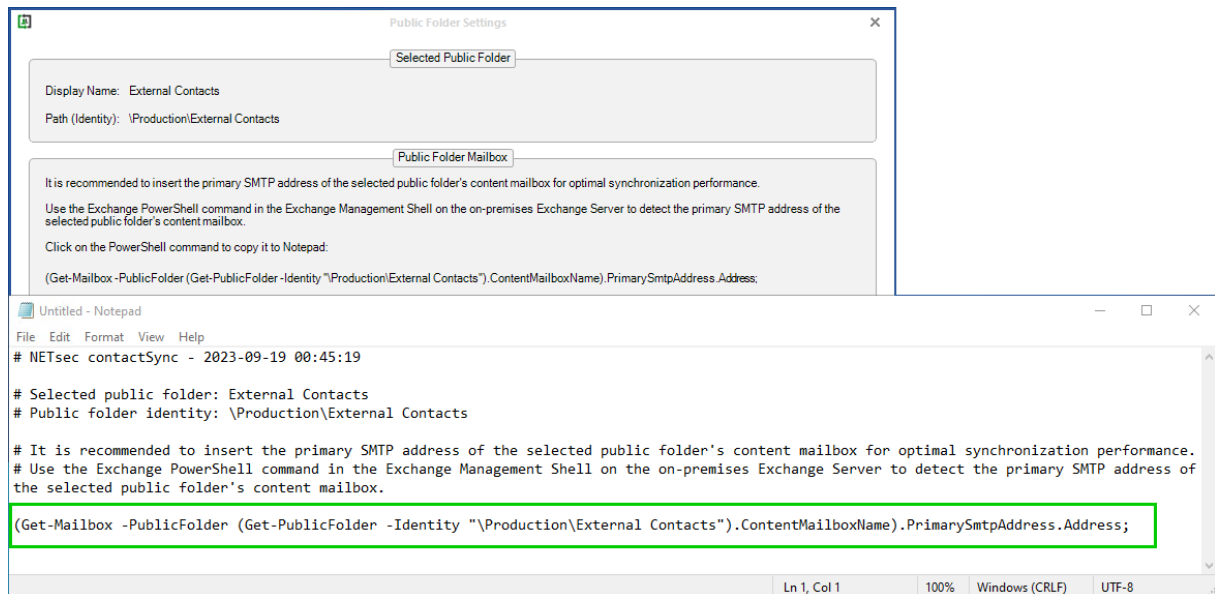 Public Folder Settings
Selected Public Folder
Display Name: External Contacts
Path (Identity): \Production\External Contacts
Public Folder Mailbox
It is recommended to insert the primary SMTP address of the selected public folder's content mailbox for optimal synchronization performance.
Use the Exchange PowerShell command in the Exchange Management Shell on the on-premises Exchange Server to detect the primary SMTP address of the
selected public folder's content mailbox.
Click on the PowerShell command to copy it to Notepad:
(Get-Mailbox -PublicFolder (Get-PublicFolder -Identity "\Production\External Contacts").ContentMailboxName).PrimarySmtpAddress.Address;
Untitled - Notepad
File Edit Format View Help
# NETsec contactSync - 2023-09-19 00:45:19
# Selected public folder: External Contacts
# Public folder identity: \Production\External Contacts
# It is recommended to insert the primary SMTP address of the selected public folder's content mailbox for optimal synchronization performance.
# Use the Exchange PowerShell command in the Exchange Management Shell on the on-premises Exchange Server to detect the primary SMTP address of
the selected public folder's content mailbox.
(Get-Mailbox -PublicFolder (Get-PublicFolder -Identity "\Production\External Contacts").ContentMailboxName).PrimarySmtpAddress.Address;
Ln 1, Col 1 100% Windows (CRLF) UTF-8